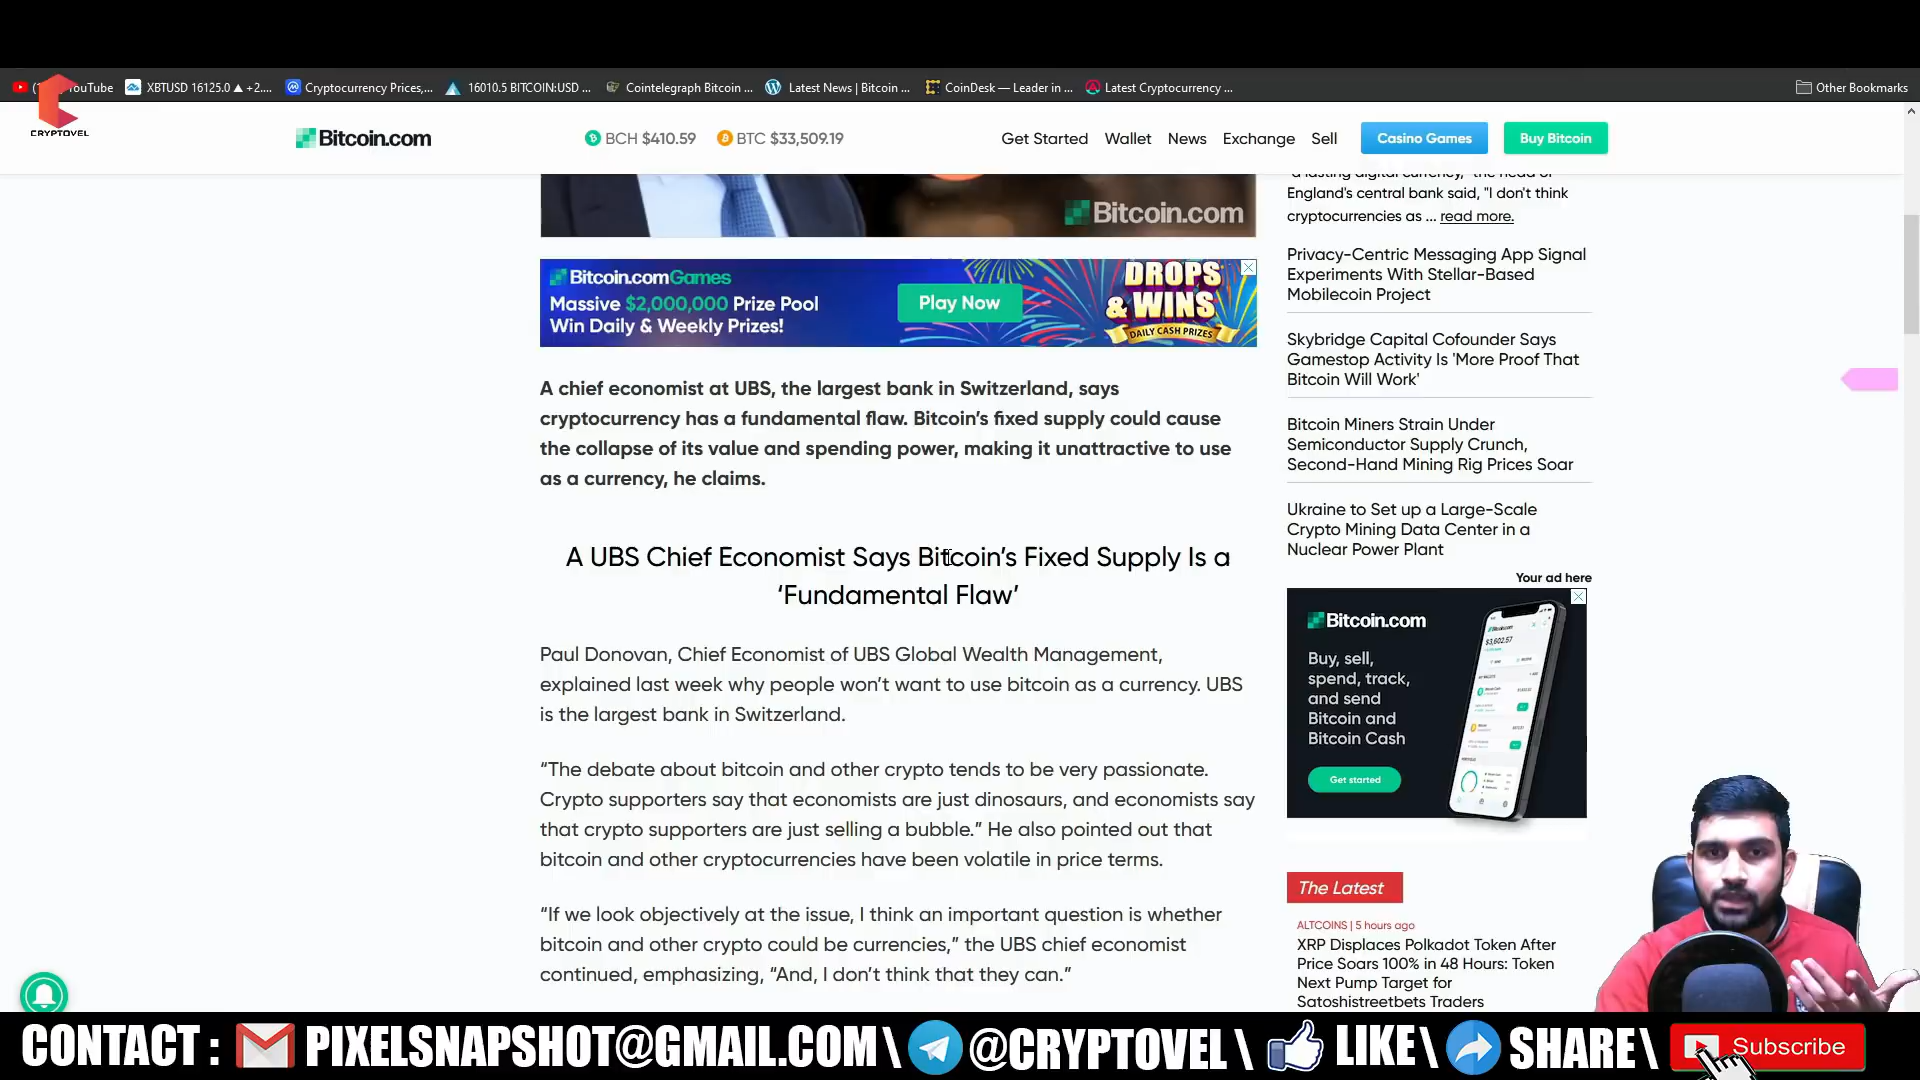 YouTube
XBTUSD 16125.0 ▲ +2....
Cryptocurrency Prices,...
16010.5 BITCOIN:USD ...
Cointelegraph Bitcoin ...
Latest News | Bitcoin ...
CoinDesk — Leader in ...
Latest Cryptocurrency ...
Other Bookmarks
CRYPTOVEL
Bitcoin.com
BCH $410.59
BTC $33,509.19
Get Started
Wallet
News
Exchange
Sell
Casino Games
Buy Bitcoin
Bitcoin.com
Bitcoin.comGames
Massive $2,000,000 Prize Pool
Win Daily & Weekly Prizes!
Play Now
DROPS
& WINS
DAILY CASH PRIZES
A chief economist at UBS, the largest bank in Switzerland, says
cryptocurrency has a fundamental flaw. Bitcoin's fixed supply could cause
the collapse of its value and spending power, making it unattractive to use
as a currency, he claims.
A UBS Chief Economist Says Bitcoin's Fixed Supply Is a
‘Fundamental Flaw’
Paul Donovan, Chief Economist of UBS Global Wealth Management,
explained last week why people won't want to use bitcoin as a currency. UBS
is the largest bank in Switzerland.
“The debate about bitcoin and other crypto tends to be very passionate.
Crypto supporters say that economists are just dinosaurs, and economists say
that crypto supporters are just selling a bubble.” He also pointed out that
bitcoin and other cryptocurrencies have been volatile in price terms.
“If we look objectively at the issue, I think an important question is whether
bitcoin and other crypto could be currencies,” the UBS chief economist
continued, emphasizing, “And, I don't think that they can.”
a lasting digital currency," the head of
England's central bank said, "I don't think
cryptocurrencies as ... read more.
Privacy-Centric Messaging App Signal
Experiments With Stellar-Based
Mobilecoin Project
Skybridge Capital Cofounder Says
Gamestop Activity Is 'More Proof That
Bitcoin Will Work'
Bitcoin Miners Strain Under
Semiconductor Supply Crunch,
Second-Hand Mining Rig Prices Soar
Ukraine to Set up a Large-Scale
Crypto Mining Data Center in a
Nuclear Power Plant
Your ad here
Bitcoin.com
Buy, sell,
spend, track,
and send
Bitcoin and
Bitcoin Cash
Get started
$3,602.57
The Latest
ALTCOINS | 5 hours ago
XRP Displaces Polkadot Token After
Price Soars 100% in 48 Hours: Token
Next Pump Target for
Satoshistreetbets Traders
CONTACT : PIXELSNAPSHOT@GMAIL.COM \ @CRYPTOVEL \ LIKE \ SHARE \ Subscribe